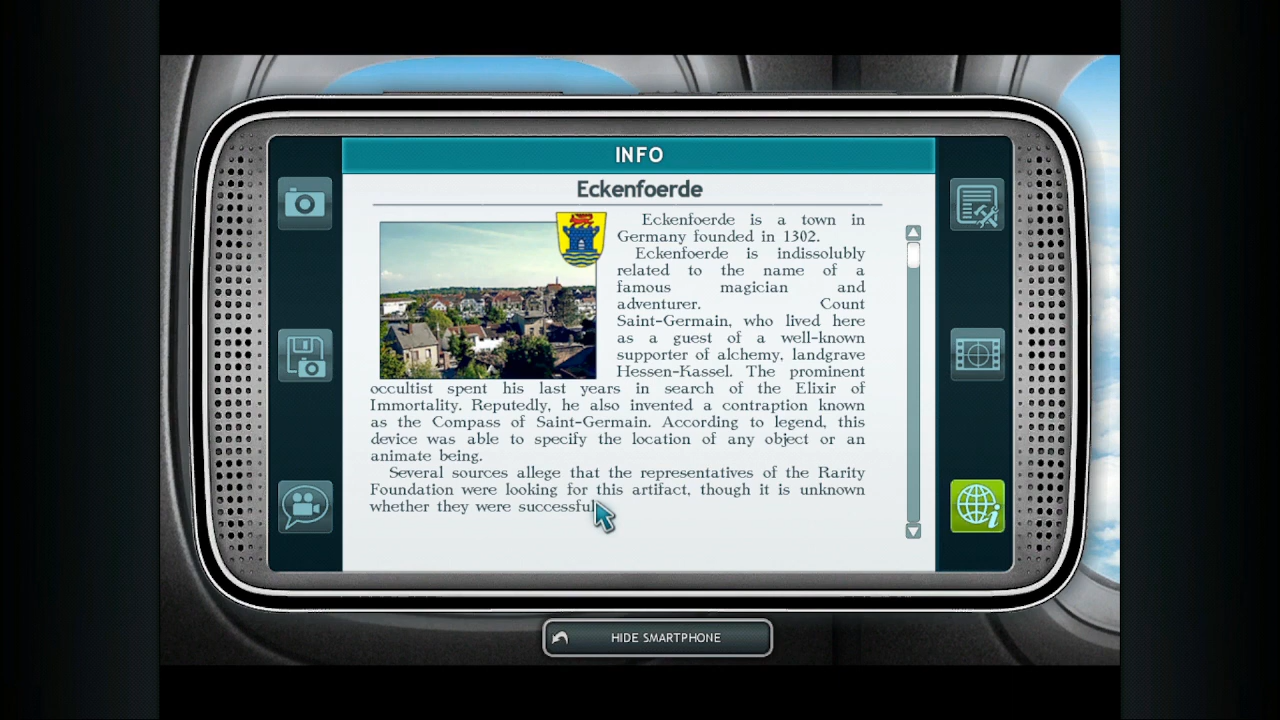 INFO
Eckenfoerde
Eckenfoerde is a town in
Germany founded in 1302.
Eckenfoerde is indissolubly
related to the name of a
famous magician and
adventurer. Count
Saint-Germain, who lived here
as a guest of a well-known
supporter of alchemy, landgrave
Hessen-Kassel. The prominent
occultist spent his last years in search of the Elixir of
Immortality. Reputedly, he also invented a contraption known
as the Compass of Saint-Germain. According to legend, this
device was able to specify the location of any object or an
animate being.
Several sources allege that the representatives of the Rarity
Foundation were looking for this artifact, though it is unknown
whether they were successful
HIDE SMARTPHONE